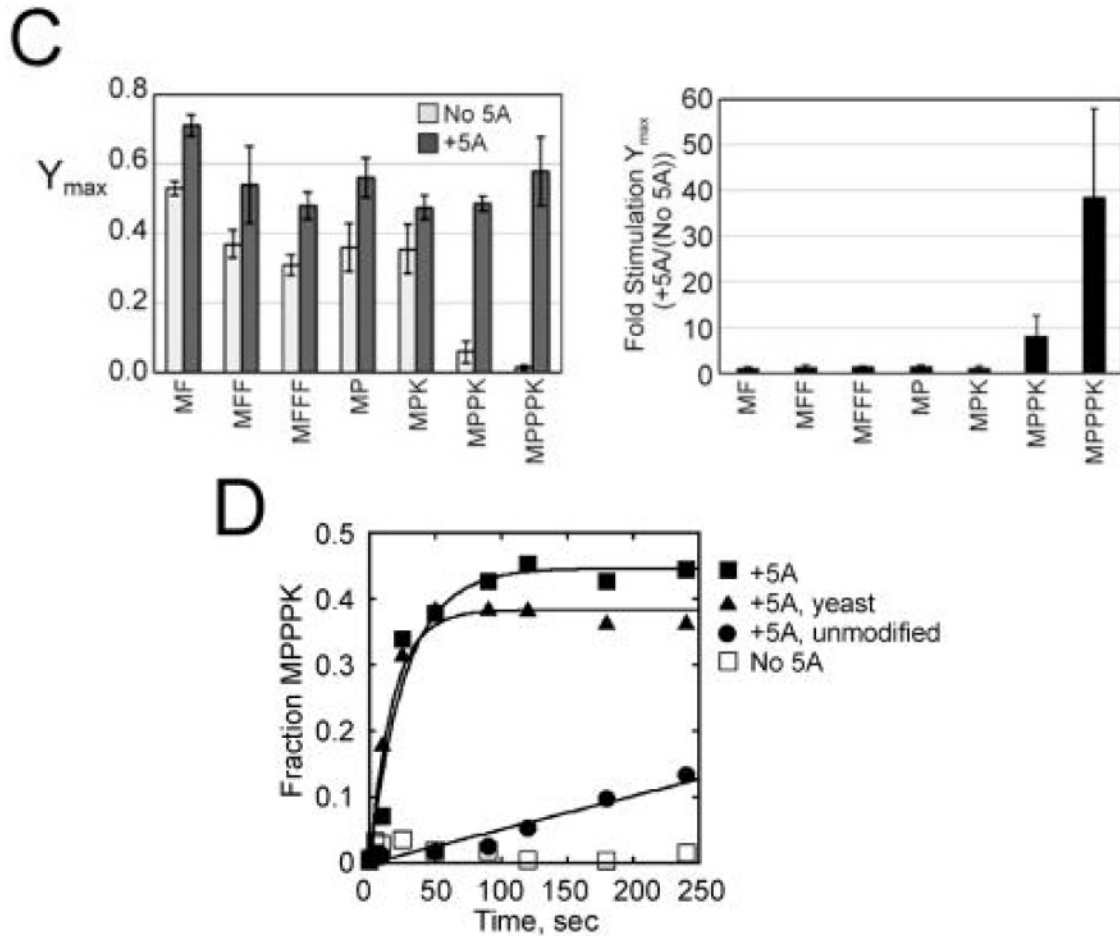 C
0.8
0.6
0.4
0.2
0.0
Y max
No 5A
+5A
MF
MFF
MFFF
MP
MPK
MPPK
MPPPK
60
50
40
30
20
10
0
Fold Stimulation Y max
(+5A/(No 5A))
MF
MFF
MFFF
MP
MPK
MPPK
MPPPK
D
0.5
0.4
0.3
0.2
0.1
0
Fraction MPPPK
0 50 100 150 200 250
Time, sec
+5A
+5A, yeast
+5A, unmodified
No 5A